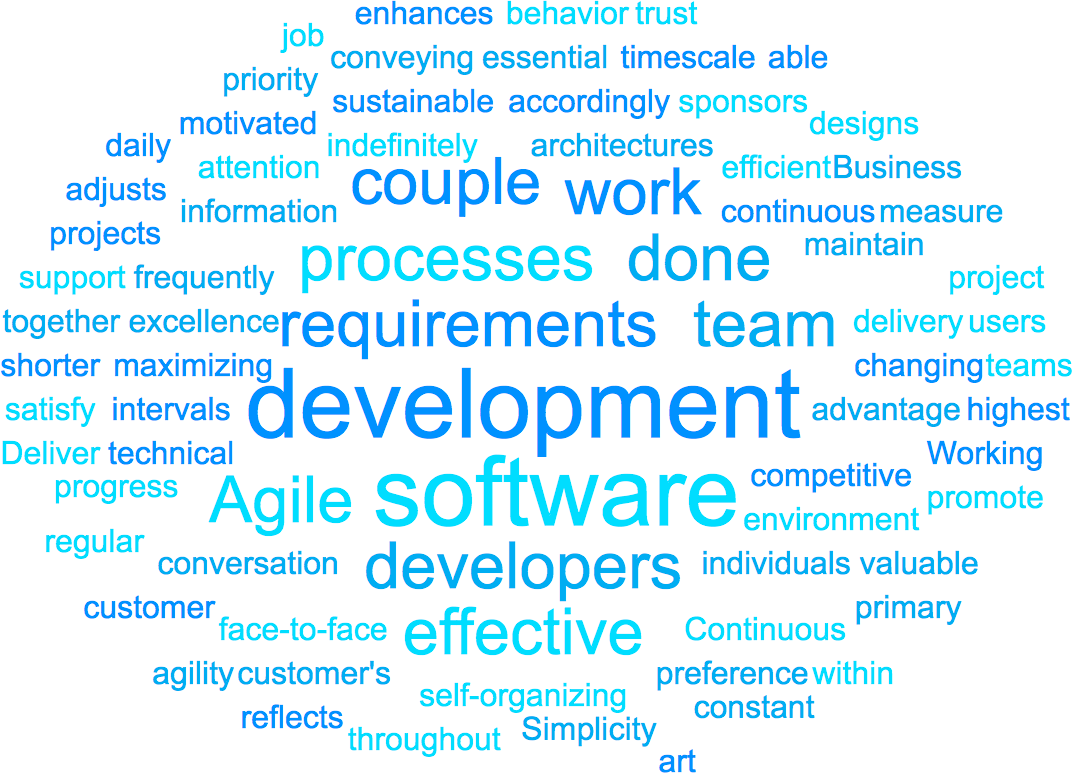 enhances behavior trust
job
conveying essential timescale able
priority
sustainable accordingly sponsors
motivated designs
daily indefinitely architectures
attention efficient Business
couple work
adjusts
information continuous measure
projects maintain
processes done
support frequently project
together excellence requirements team delivery users
shorter maximizing changing teams
satisfy intervals development advantage highest
Deliver technical Working
competitive
progress Agile software promote
environment
regular
conversation developers individuals valuable
customer primary
face-to-face effective Continuous
agility customer's preference within
self-organizing constant
reflects Simplicity
throughout
art